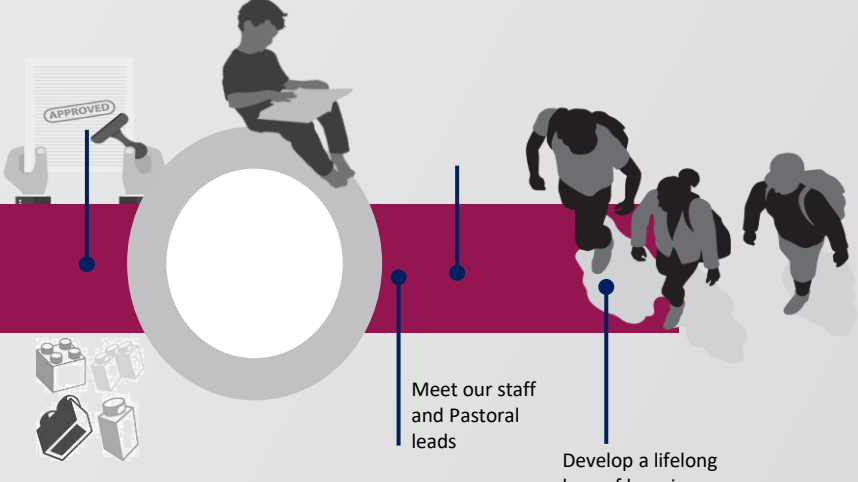 APPROVED
Meet our staff
and Pastoral
leads
Develop a lifelong